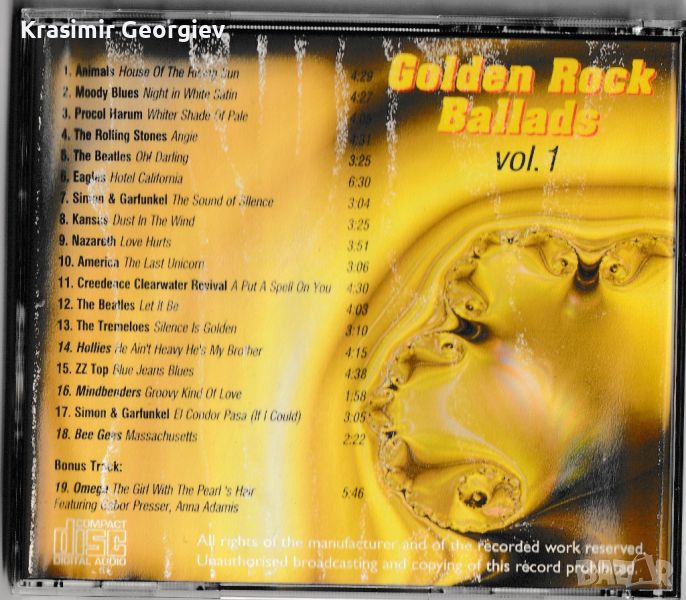 Krasimir Georgiev
Golden Rock
Ballads
vol. 1
1. Animals House Of The Rising Sun 4:29
2. Moody Blues Night in White Satin 4:27
3. Procol Harum Whiter Shade Of Pale 4:05
4. The Rolling Stones Angie 4:31
5. The Beatles Oh! Darling 3:25
6. Eagles Hotel California 6:30
7. Simon & Garfunkel The Sound of Silence 3:04
8. Kansas Dust In The Wind 3:25
9. Nazareth Love Hurts 3:51
10. America The Last Unicorn 3:06
11. Creedence Clearwater Revival A Put A Spell On You 4:30
12. The Beatles Let It Be 4:03
13. The Tremeloes Silence Is Golden 3:10
14. Hollies He Ain't Heavy He's My Brother 4:15
15. ZZ Top Blue Jeans Blues 4:38
16. Mindbenders Groovy Kind Of Love 1:58
17. Simon & Garfunkel El Condor Pasa (If I Could) 3:05
18. Bee Gees Massachusetts 2:22
Bonus Track:
19. Omega The Girl With The Pearl 's Hair 5:46
Featuring Gabor Presser, Anna Adamis
COMPACT
disc
DIGITAL AUDIO
All rights of the manufacturer and of the recorded work reserved.
Unauthorised broadcasting and copying of this record prohibited.
BAZAR